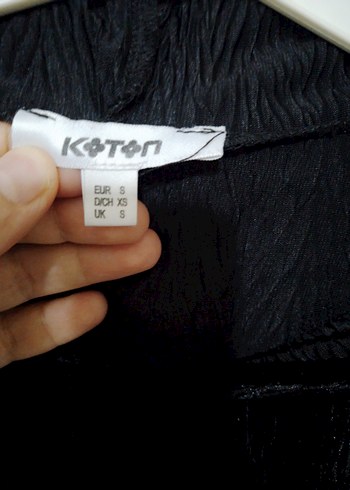 KOTON
EUR S
D/CH XS
UK S